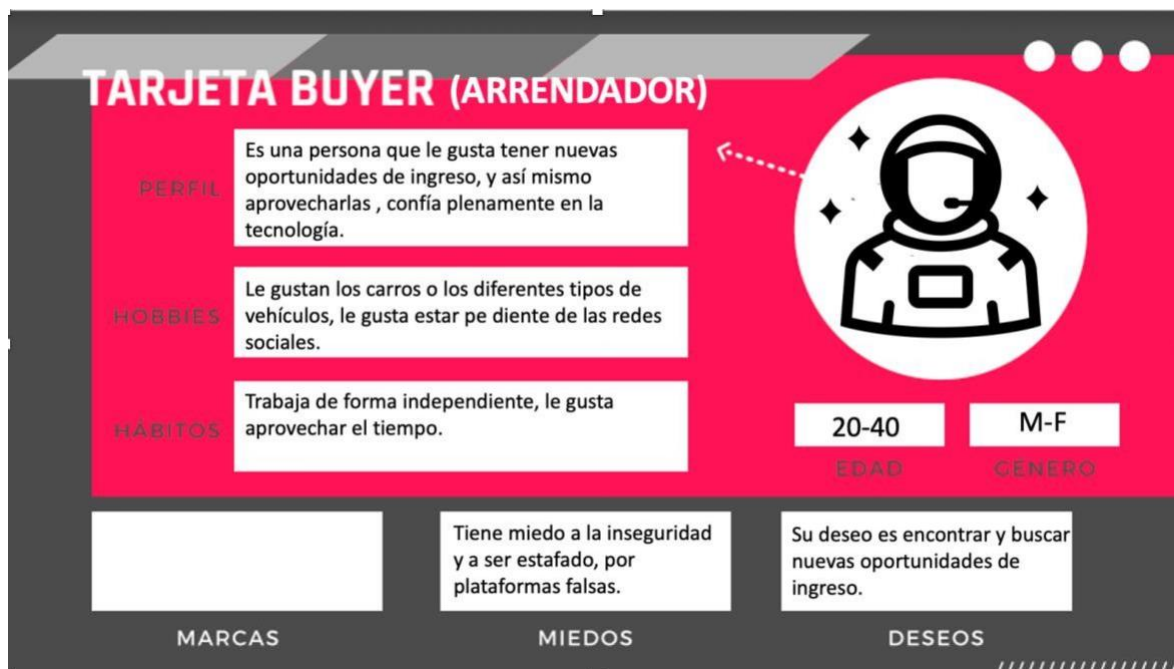 TARJETA BUYER (ARRENDADOR)
PERFIL
Es una persona que le gusta tener nuevas
oportunidades de ingreso, y así mismo
aprovecharlas , confía plenamente en la
tecnología.
HOBBIES
Le gustan los carros o los diferentes tipos de
vehículos, le gusta estar pe diente de las redes
sociales.
HÁBITOS
Trabaja de forma independiente, le gusta
aprovechar el tiempo.
20-40
EDAD
M-F
GENERO
MARCAS
Tiene miedo a la inseguridad
y a ser estafado, por
plataformas falsas.
MIEDOS
Su deseo es encontrar y buscar
nuevas oportunidades de
ingreso.
DESEOS